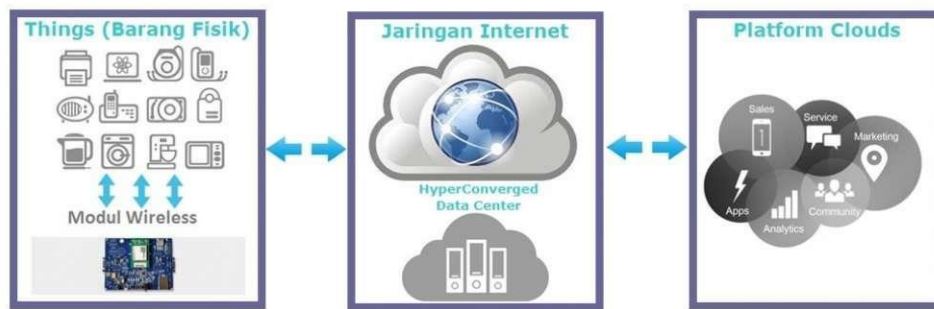 Things (Barang Fisik)
Modul Wireless
Jaringan Internet
HyperConverged
Data Center
Platform Clouds
Sales
Service
Marketing
Apps
Analytics
Community